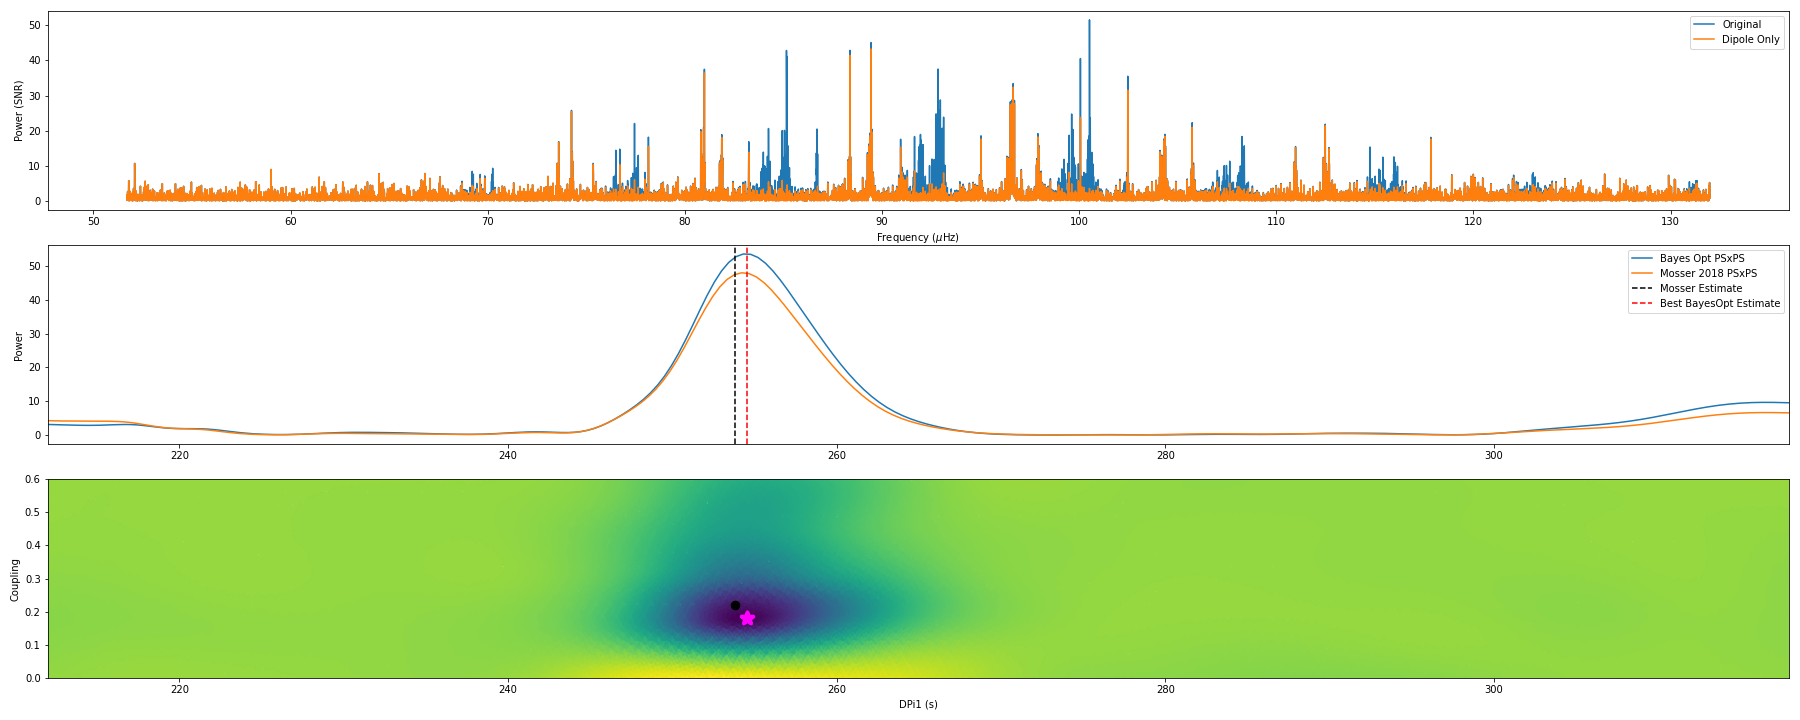 Original
Dipole Only
Power (SNR)
50
40
30
20
10
0
50 60 70 80 90 100 110 120 130
Frequency (μHz)
Bayes Opt PSxPS
Mosser 2018 PSxPS
Mosser Estimate
Best BayesOpt Estimate
Power
50
40
30
20
10
0
220 240 260 280 300
Coupling
0.6
0.5
0.4
0.3
0.2
0.1
0.0
220 240 260 280 300
DPi1 (s)